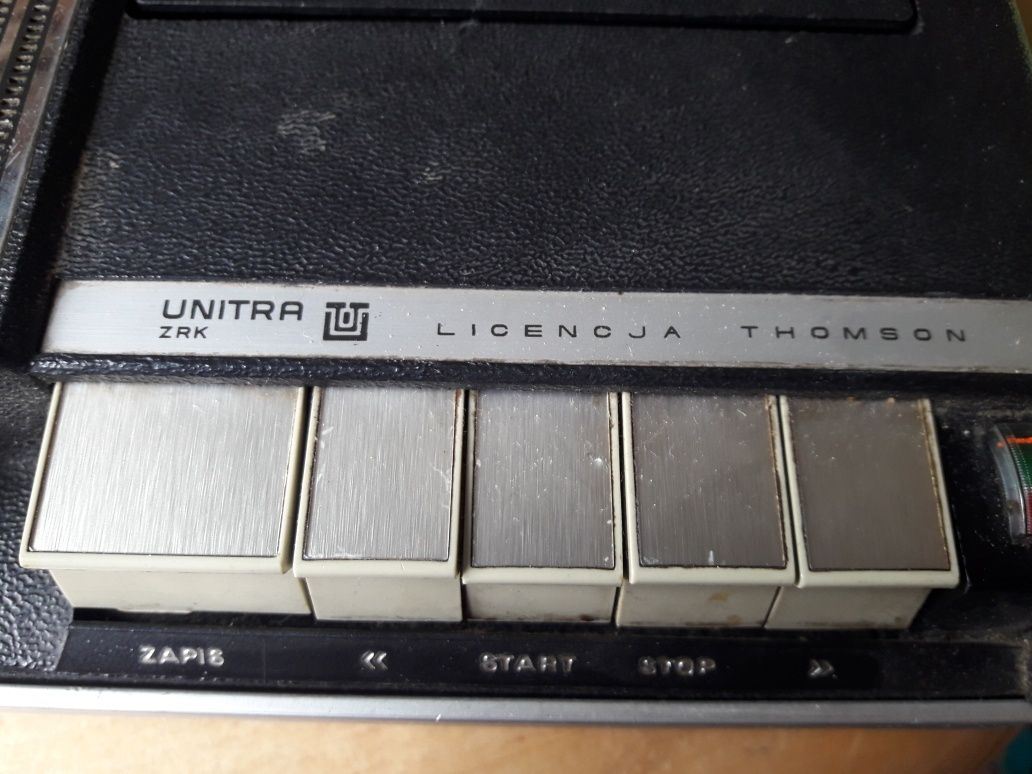 UNITRA
ZRK
LICENCJA THOMSON
ZAPIS « START STOP »